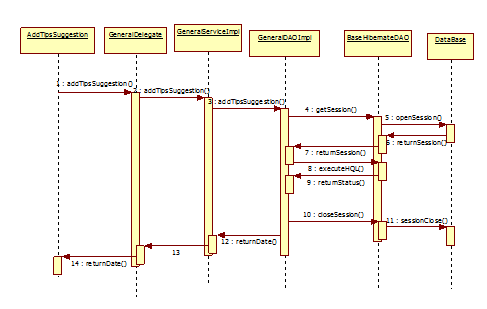 AddTipsSuggestion
GeneralDelegate
GeneralServiceImpl
GeneralDAOImpl
BaseHibernateDAO
DataBase
1 : addTipsSuggestion()
2 : addTipsSuggestion()
3 : addTipsSuggestion()
4 : getSession()
5 : openSession()
6 : returnSession()
7 : returnSession()
8 : executeHQL()
9 : returnStatus()
10 : closeSession()
11 : sessionClose()
12 : returnDate()
13
14 : returnDate()